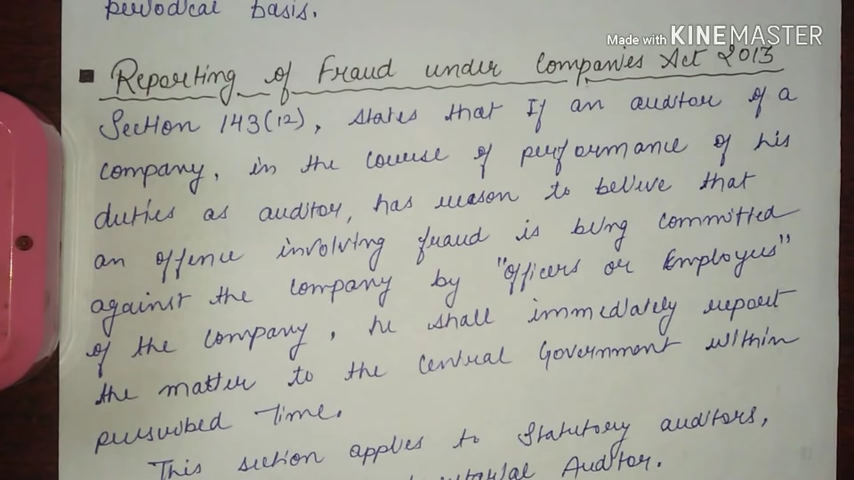 periodical basis.
Made with KINEMASTER
Reporting of Fraud under Companies Act 2013
Section 143(12), states that If an auditor of a
company, in the course of performance of his
duties as auditor, has reason to believe that
an offence involving fraud is being committed
against the company by "officers or Employees"
of the company, he shall immediately report
the matter to the Central Government within
prescribed Time.
This section applies to Statutory auditors,
Auditor.